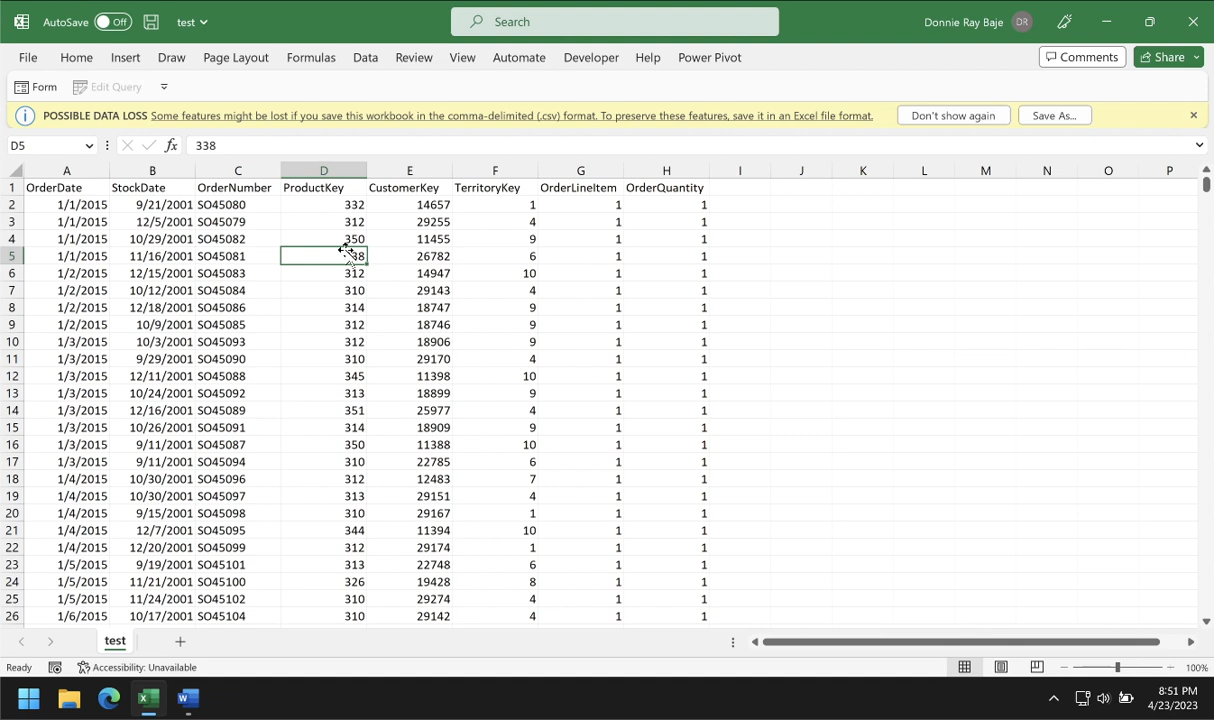 AutoSave Off test Search Donnie Ray Baje DR
File Home Insert Draw Page Layout Formulas Data Review View Automate Developer Help Power Pivot Comments Share
Form Edit Query
POSSIBLE DATA LOSS Some features might be lost if you save this workbook in the comma-delimited (.csv) format. To preserve these features, save it in an Excel file format. Don't show again Save As...
D5 fx 338
A B C D E F G H I J K L M N O P
1 OrderDate StockDate OrderNumber ProductKey CustomerKey TerritoryKey OrderLineItem OrderQuantity
2 1/1/2015 9/21/2001 SO45080 332 14657 1 1 1
3 1/1/2015 12/5/2001 SO45079 312 29255 4 1 1
4 1/1/2015 10/29/2001 SO45082 350 11455 9 1 1
5 1/1/2015 11/16/2001 SO45081 338 26782 6 1 1
6 1/2/2015 12/15/2001 SO45083 312 14947 10 1 1
7 1/2/2015 10/12/2001 SO45084 310 29143 4 1 1
8 1/2/2015 12/18/2001 SO45086 314 18747 9 1 1
9 1/2/2015 10/9/2001 SO45085 312 18746 9 1 1
10 1/3/2015 10/3/2001 SO45093 312 18906 9 1 1
11 1/3/2015 9/29/2001 SO45090 310 29170 4 1 1
12 1/3/2015 12/11/2001 SO45088 345 11398 10 1 1
13 1/3/2015 10/24/2001 SO45092 313 18899 9 1 1
14 1/3/2015 12/16/2001 SO45089 351 25977 4 1 1
15 1/3/2015 10/26/2001 SO45091 314 18909 9 1 1
16 1/3/2015 9/11/2001 SO45087 350 11388 10 1 1
17 1/3/2015 9/11/2001 SO45094 310 22785 6 1 1
18 1/4/2015 10/30/2001 SO45096 312 12483 7 1 1
19 1/4/2015 10/30/2001 SO45097 313 29151 4 1 1
20 1/4/2015 9/15/2001 SO45098 310 29167 1 1 1
21 1/4/2015 12/7/2001 SO45095 344 11394 10 1 1
22 1/4/2015 12/20/2001 SO45099 312 29174 1 1 1
23 1/5/2015 9/19/2001 SO45101 313 22748 6 1 1
24 1/5/2015 11/21/2001 SO45100 326 19428 8 1 1
25 1/5/2015 11/24/2001 SO45102 310 29274 4 1 1
26 1/6/2015 10/17/2001 SO45104 310 29142 4 1 1
test
Ready Accessibility: Unavailable 100%
8:51 PM
4/23/2023